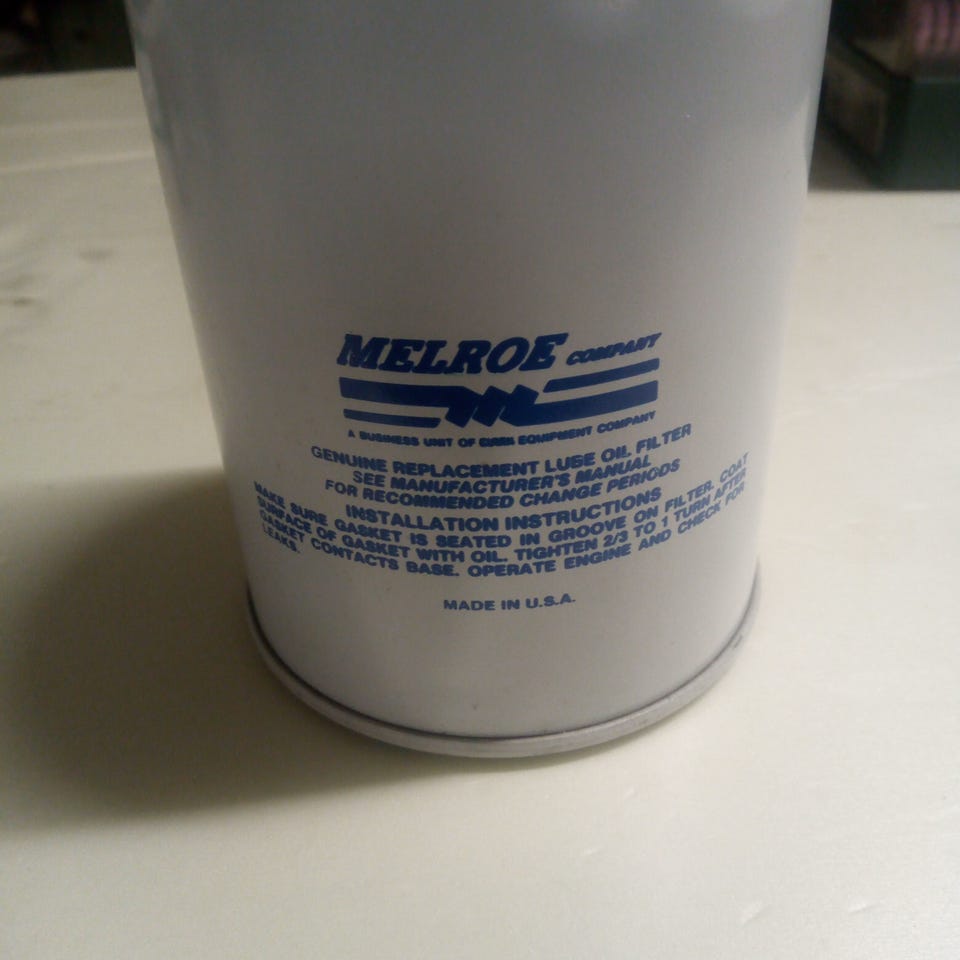 MELROE COMPANY
A BUSINESS UNIT OF CLARK EQUIPMENT COMPANY
GENUINE REPLACEMENT LUBE OIL FILTER
SEE MANUFACTURER'S MANUAL
FOR RECOMMENDED CHANGE PERIODS
INSTALLATION INSTRUCTIONS
MAKE SURE GASKET IS SEATED IN GROOVE ON FILTER. COAT
SURFACE OF GASKET WITH OIL. TIGHTEN 2/3 TO 1 TURN AFTER
GASKET CONTACTS BASE. OPERATE ENGINE AND CHECK FOR
LEAKS.
MADE IN U.S.A.